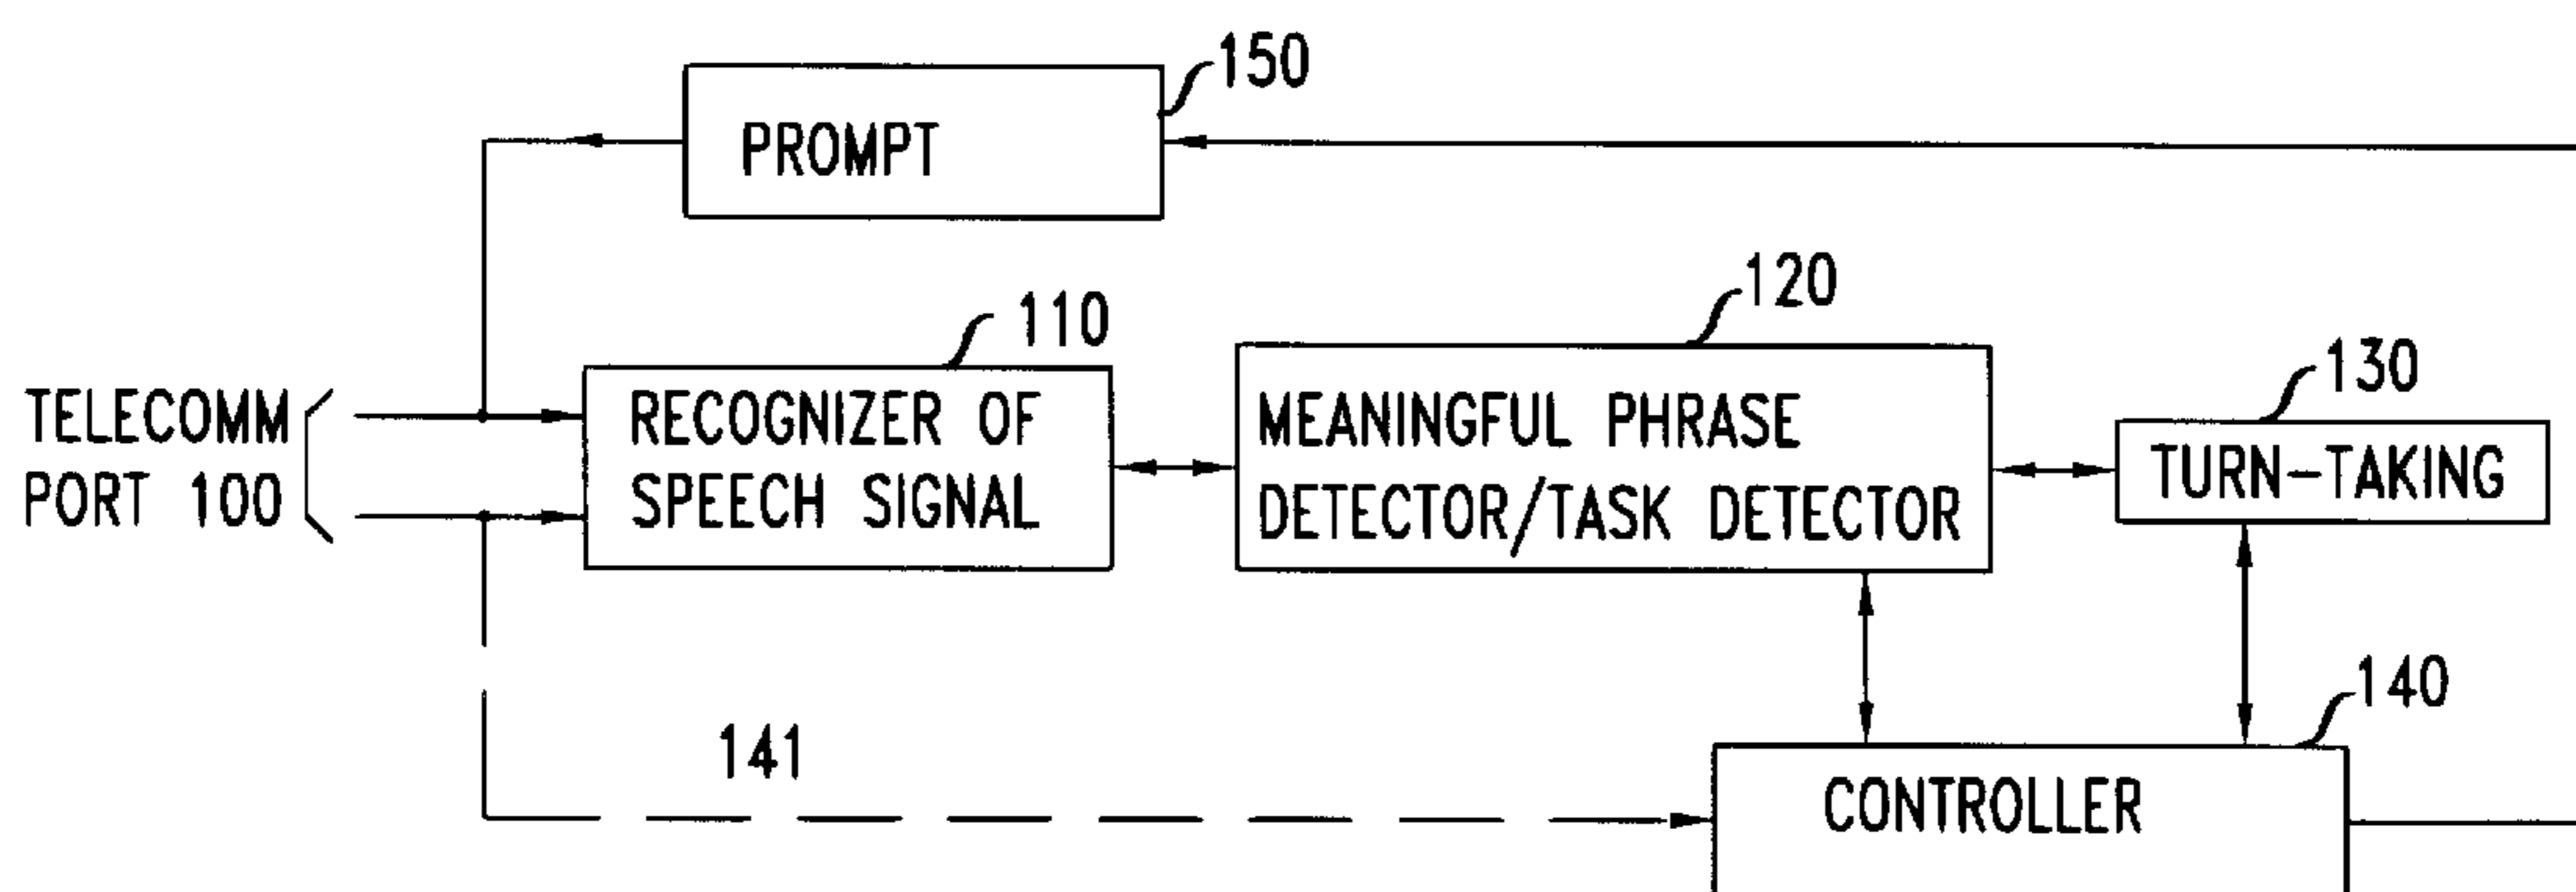 150
PROMPT
120
110
130
TELECOMM
PORT 100
RECOGNIZER OF
SPEECH SIGNAL
MEANINGFUL PHRASE
DETECTOR/TASK DETECTOR
TURN-TAKING
140
141
CONTROLLER